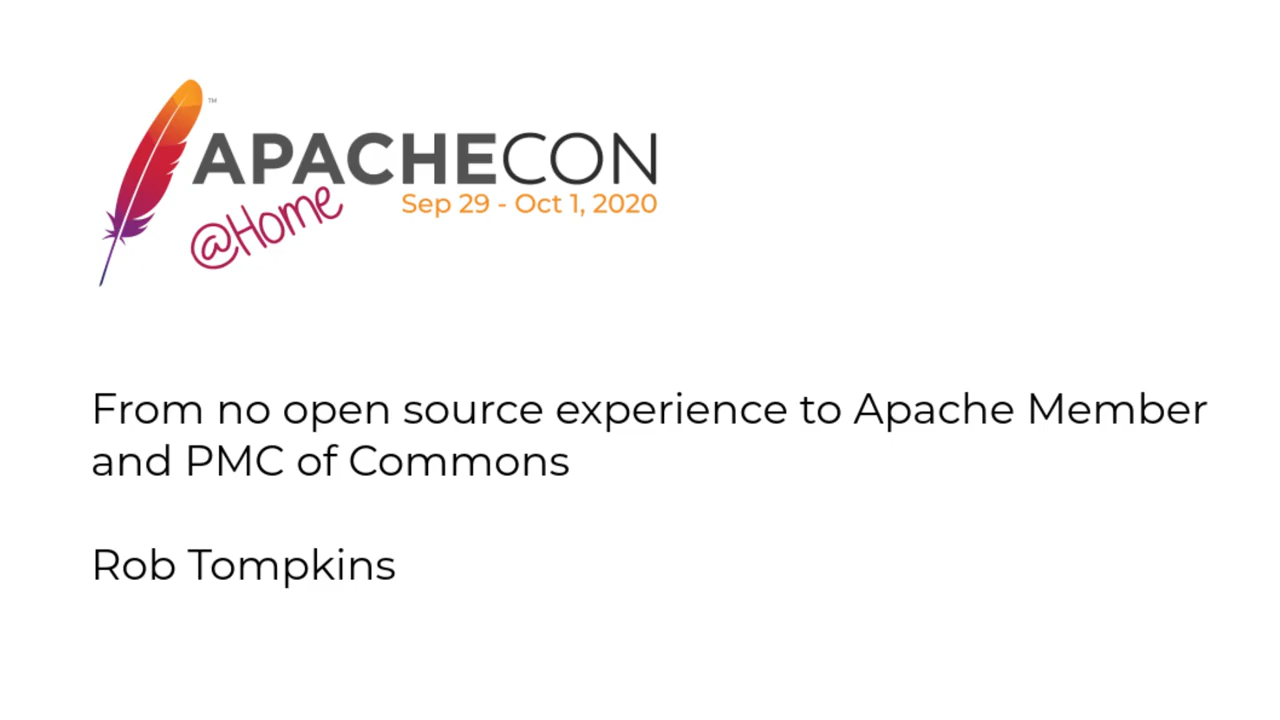 ™
APACHECON
@Home
Sep 29 - Oct 1, 2020
From no open source experience to Apache Member
and PMC of Commons
Rob Tompkins